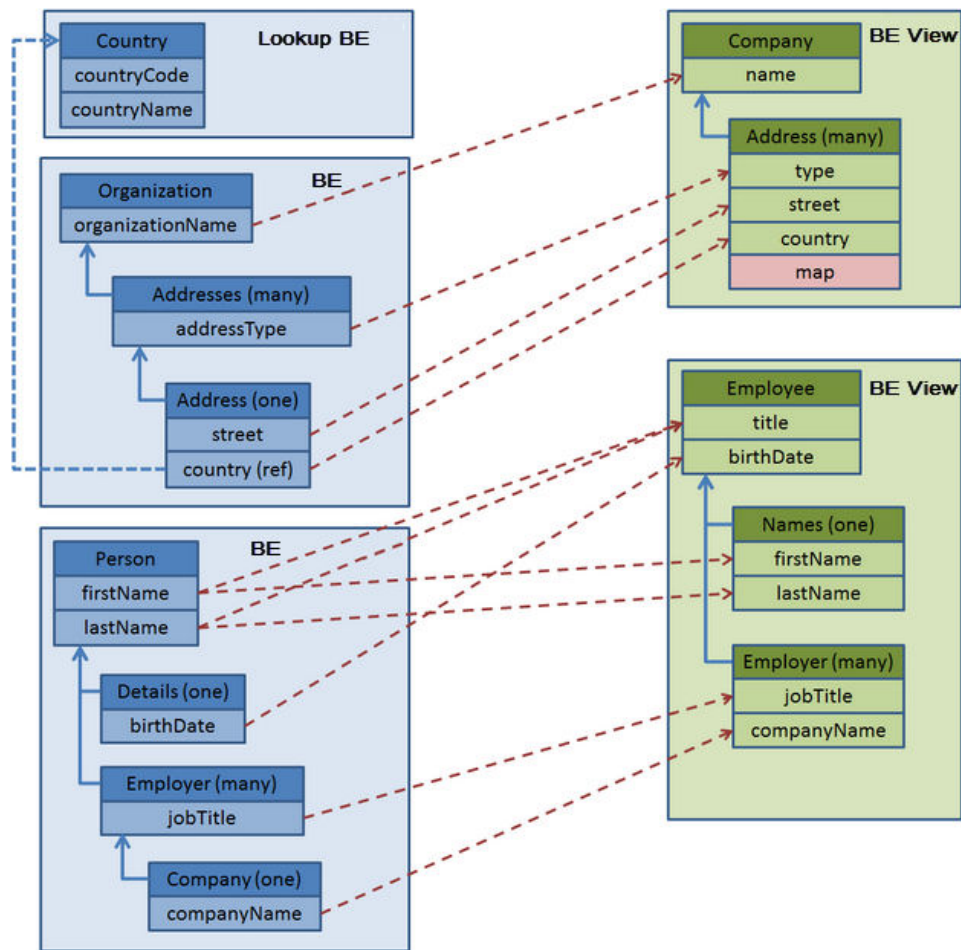 Lookup BE
Country
countryCode
countryName
BE
Organization
organizationName
Addresses (many)
addressType
Address (one)
street
country (ref)
BE
Person
firstName
lastName
Details (one)
birthDate
Employer (many)
jobTitle
Company (one)
companyName
BE View
Company
name
Address (many)
type
street
country
map
BE View
Employee
title
birthDate
Names (one)
firstName
lastName
Employer (many)
jobTitle
companyName